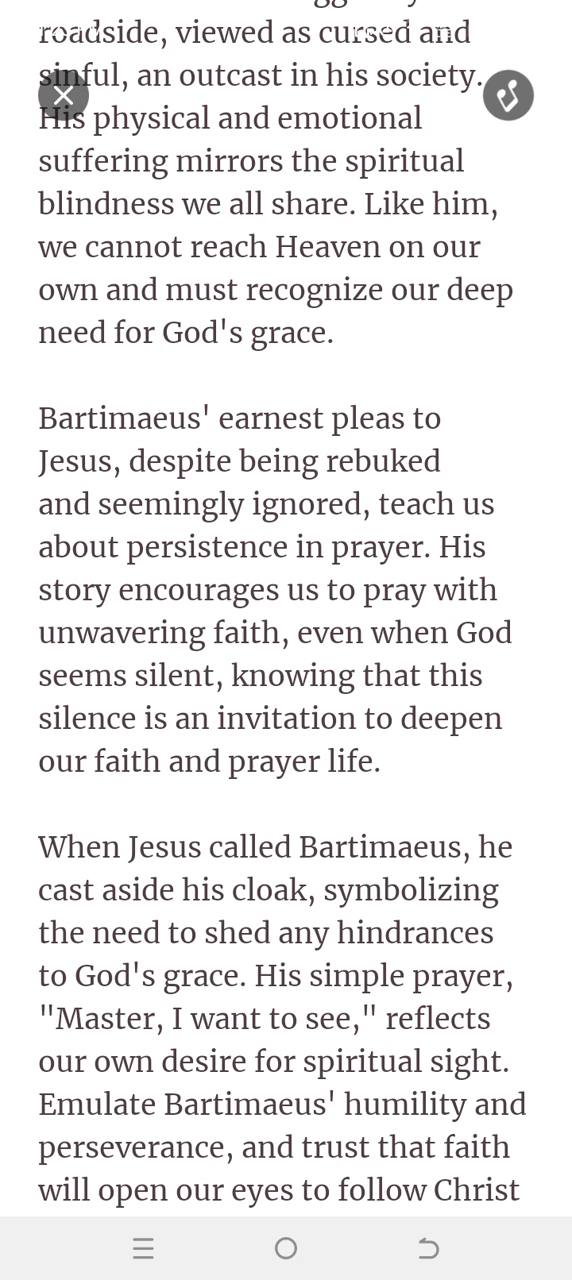 roadside, viewed as cursed and
sinful, an outcast in his society.
His physical and emotional
suffering mirrors the spiritual
blindness we all share. Like him,
we cannot reach Heaven on our
own and must recognize our deep
need for God's grace.
Bartimaeus' earnest pleas to
Jesus, despite being rebuked
and seemingly ignored, teach us
about persistence in prayer. His
story encourages us to pray with
unwavering faith, even when God
seems silent, knowing that this
silence is an invitation to deepen
our faith and prayer life.
When Jesus called Bartimaeus, he
cast aside his cloak, symbolizing
the need to shed any hindrances
to God's grace. His simple prayer,
"Master, I want to see," reflects
our own desire for spiritual sight.
Emulate Bartimaeus' humility and
perseverance, and trust that faith
will open our eyes to follow Christ